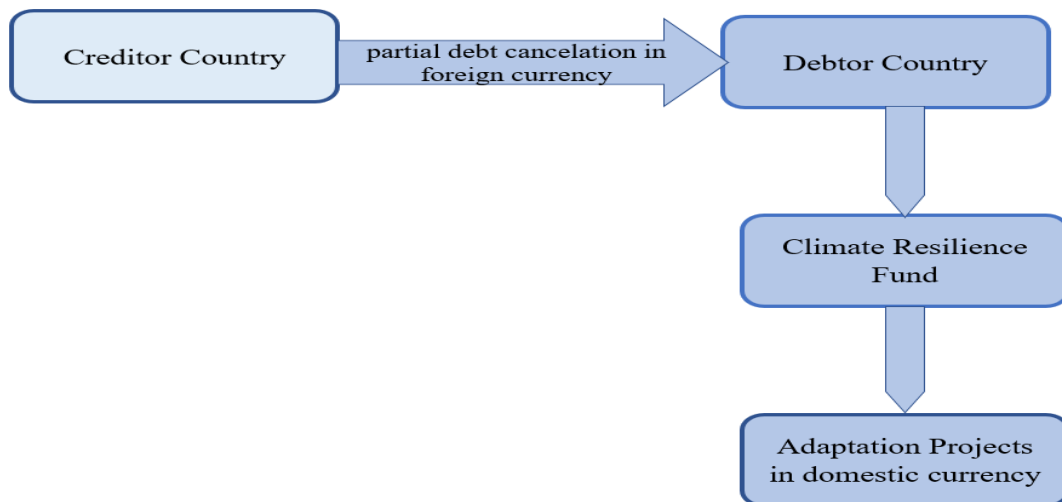 Creditor Country
partial debt cancelation in
foreign currency
Debtor Country
Climate Resilience
Fund
Adaptation Projects
in domestic currency